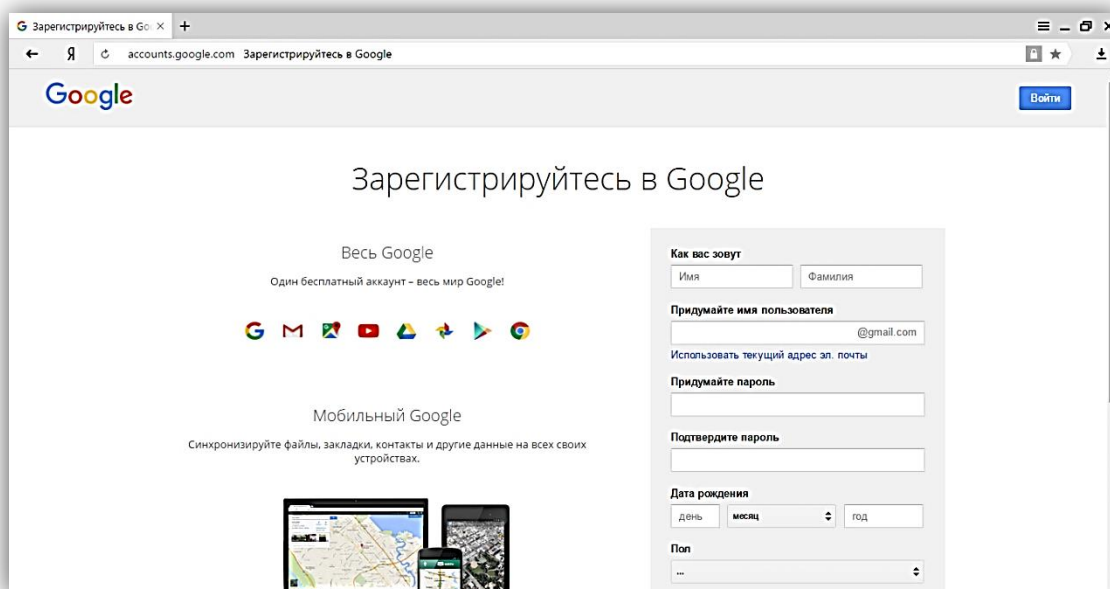 Зарегистрируйтесь в Go
accounts.google.com Зарегистрируйтесь в Google
Google
Войти
Зарегистрируйтесь в Google
Весь Google
Один бесплатный аккаунт – весь мир Google!
Мобильный Google
Синхронизируйте файлы, закладки, контакты и другие данные на всех своих
устройствах.
Как вас зовут
Имя Фамилия
Придумайте имя пользователя
@gmail.com
Использовать текущий адрес эл. почты
Придумайте пароль
Подтвердите пароль
Дата рождения
день месяц год
Пол
...